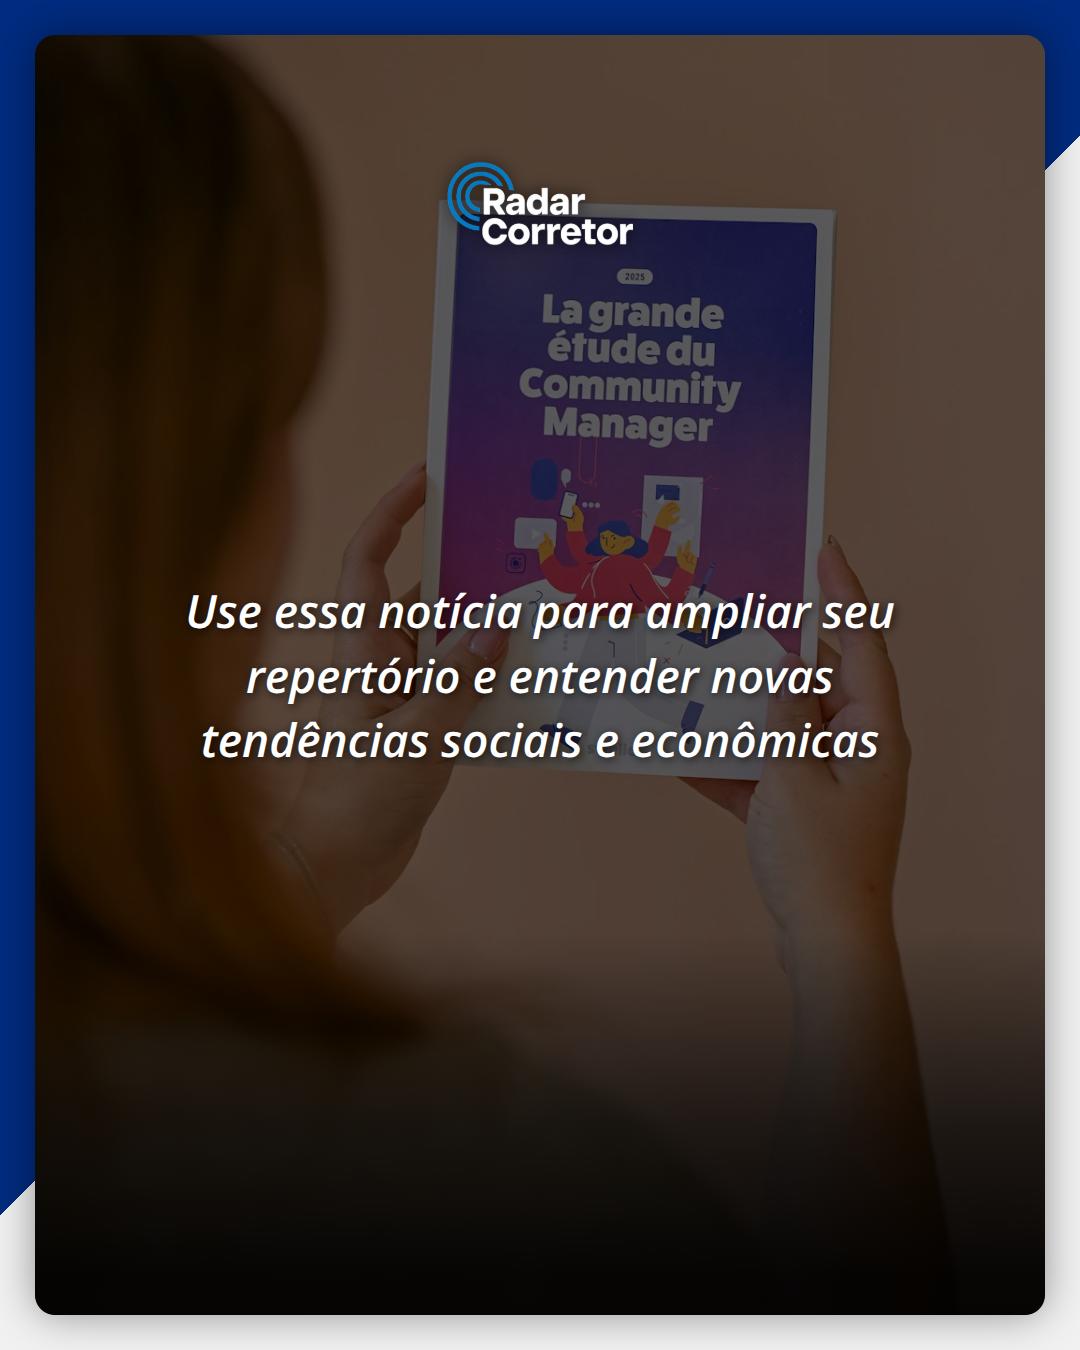 Radar
Corretor
2025
La grande
étude du
Community
Manager
Use essa notícia para ampliar seu
repertório e entender novas
tendências sociais e econômicas